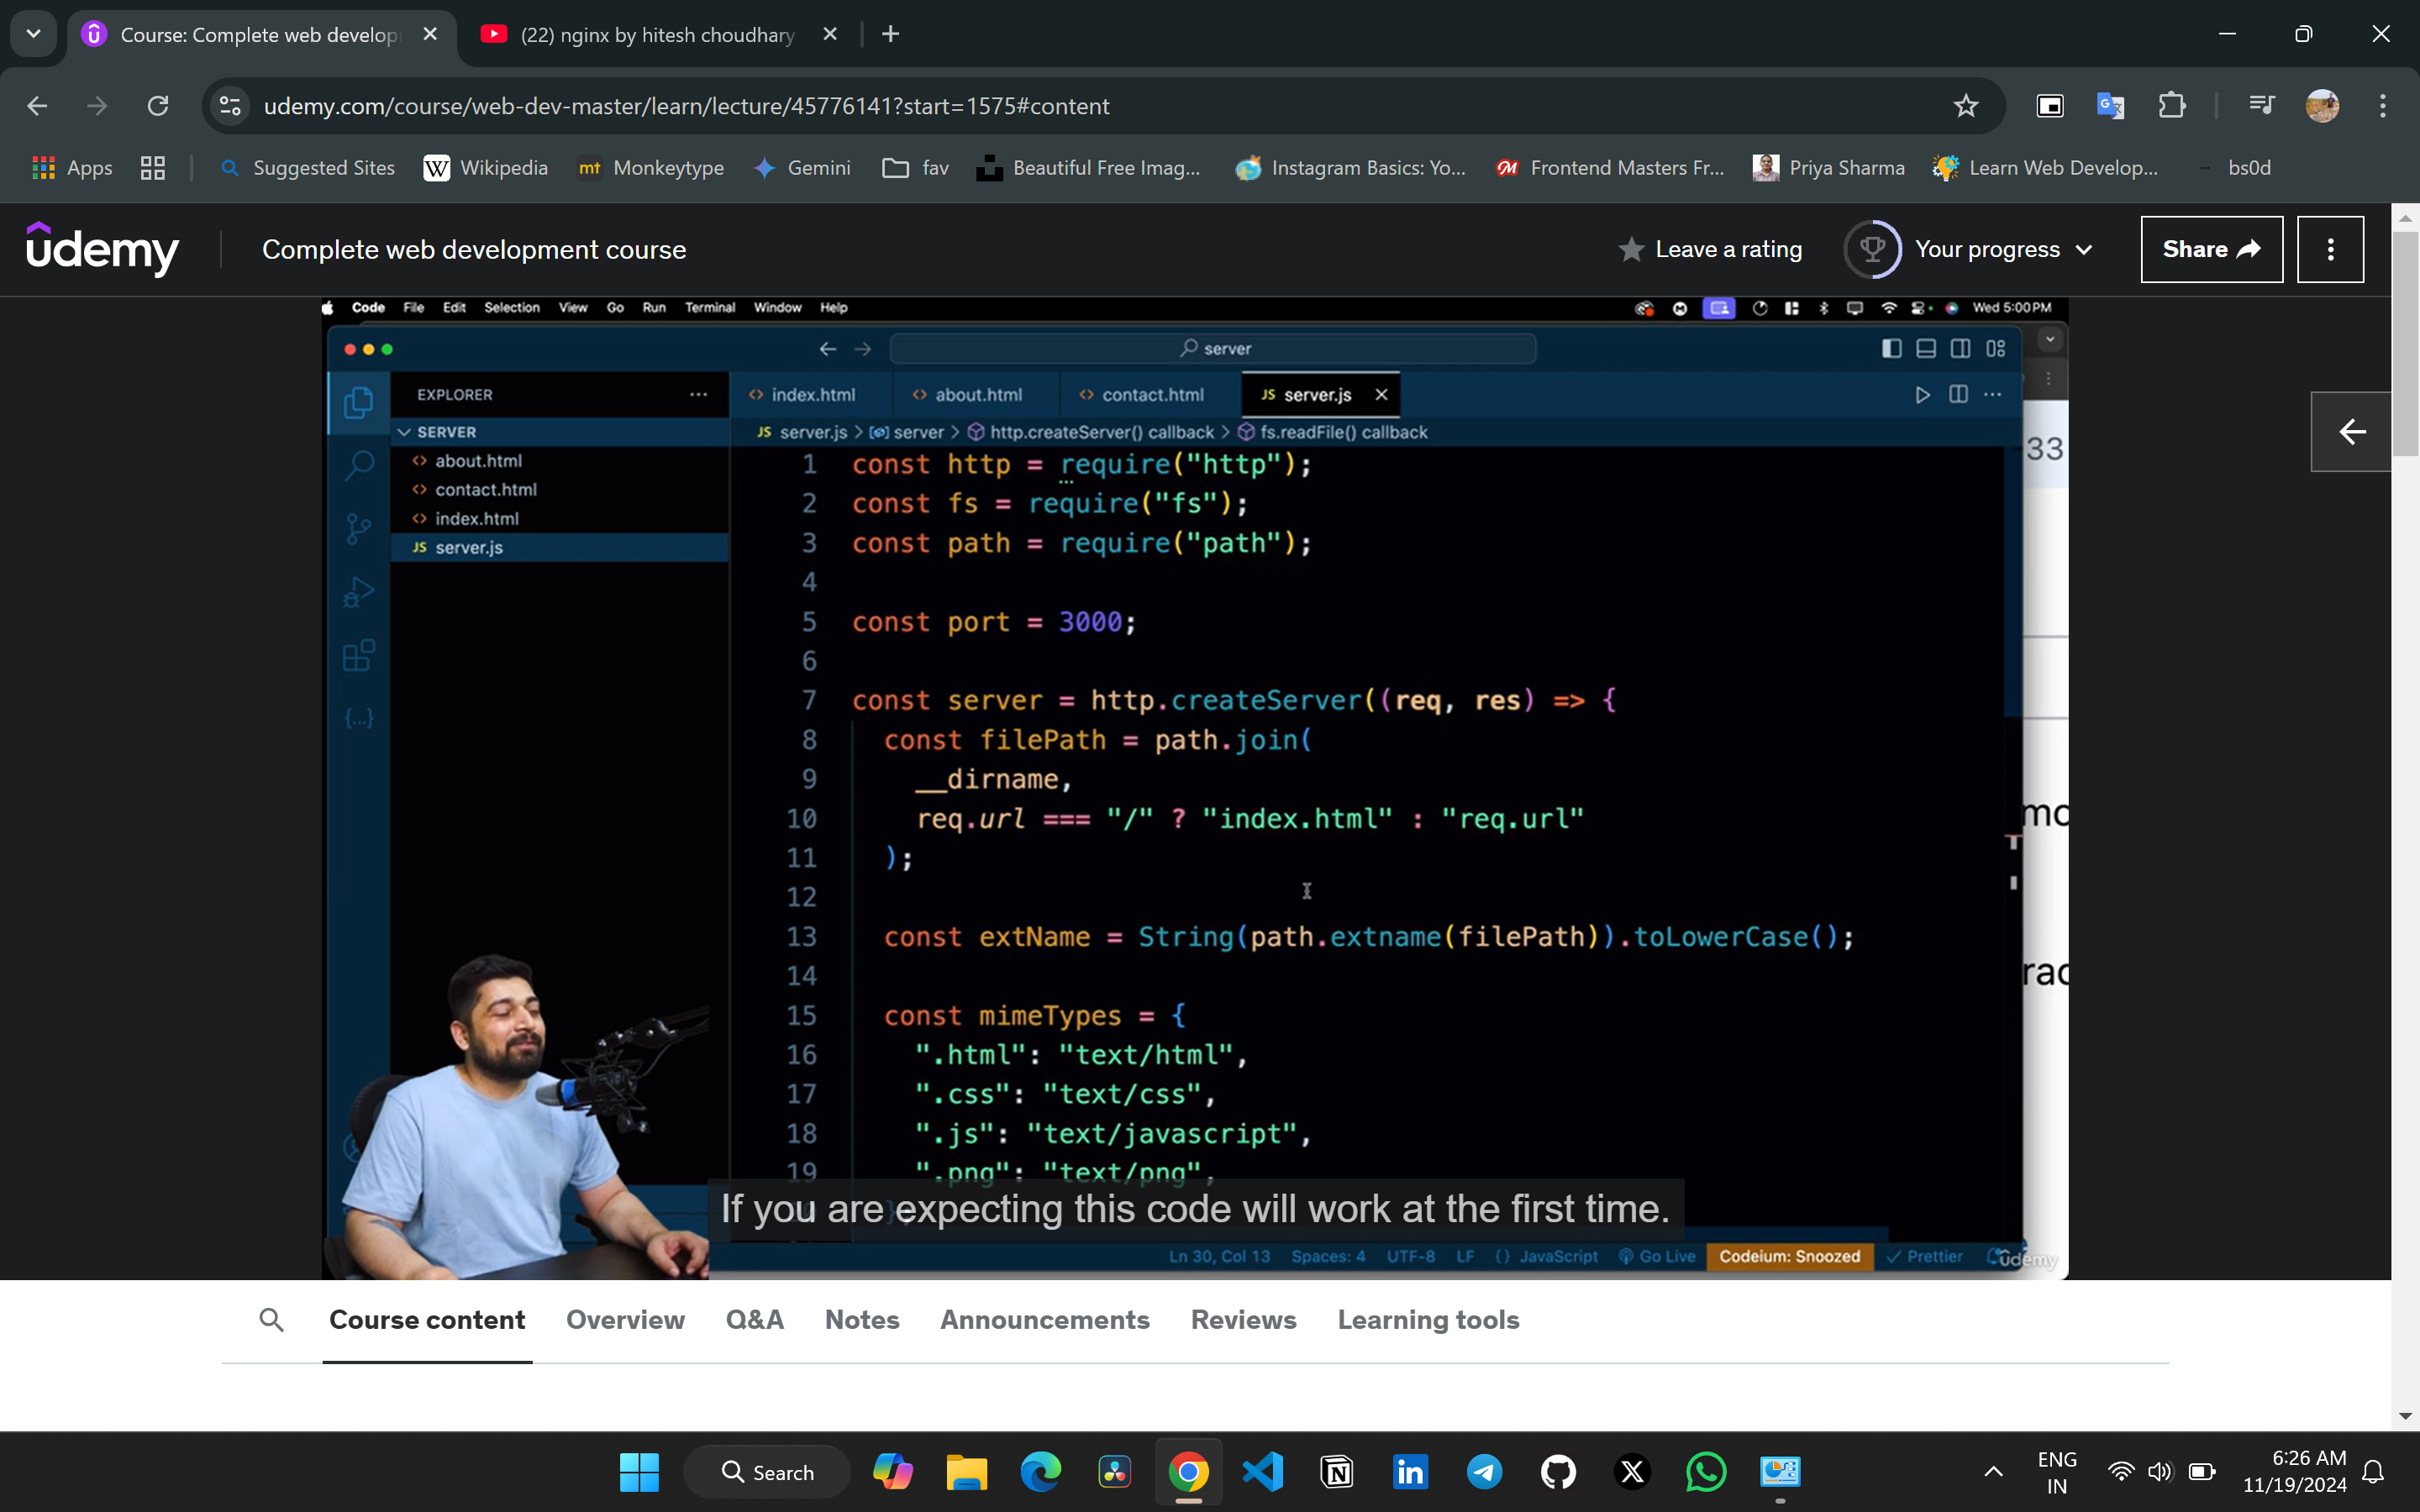 Course: Complete web develop
(22) nginx by hitesh choudhary
udemy.com/course/web-dev-master/learn/lecture/45776141?start=1575#content
Apps
Suggested Sites
W Wikipedia
mt Monkeytype
Gemini
fav
Beautiful Free Imag...
Instagram Basics: Yo...
Frontend Masters Fr...
Priya Sharma
Learn Web Develop...
bs0d
udemy
Complete web development course
Leave a rating
Your progress
Share
Code File Edit Selection View Go Run Terminal Window Help
Wed 5:00 PM
server
EXPLORER
index.html
about.html
contact.html
JS server.js
SERVER
about.html
contact.html
index.html
JS server.js
JS server.js > server > http.createServer() callback > fs.readFile() callback
1 const http = require("http");
2 const fs = require("fs");
3 const path = require("path");
4
5 const port = 3000;
6
7 const server = http.createServer((req, res) => {
8 const filePath = path.join(
9 __dirname,
10 req.url === "/" ? "index.html" : "req.url"
11 );
12
13 const extName = String(path.extname(filePath)).toLowerCase();
14
15 const mimeTypes = {
16 ".html": "text/html",
17 ".css": "text/css",
18 ".js": "text/javascript",
19 ".png": "text/png",
33
If you are expecting this code will work at the first time.
Ln 30, Col 13 Spaces: 4 UTF-8 LF {} JavaScript Go Live Codeium: Snoozed Prettier
udemy
Course content
Overview
Q&A
Notes
Announcements
Reviews
Learning tools
Search
ENG
IN
6:26 AM
11/19/2024